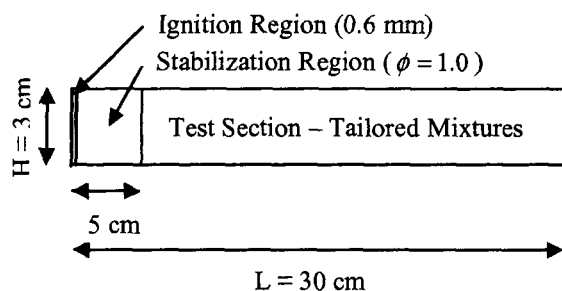 Ignition Region (0.6 mm)
Stabilization Region ( ϕ = 1.0 )
H = 3 cm
Test Section – Tailored Mixtures
5 cm
L = 30 cm